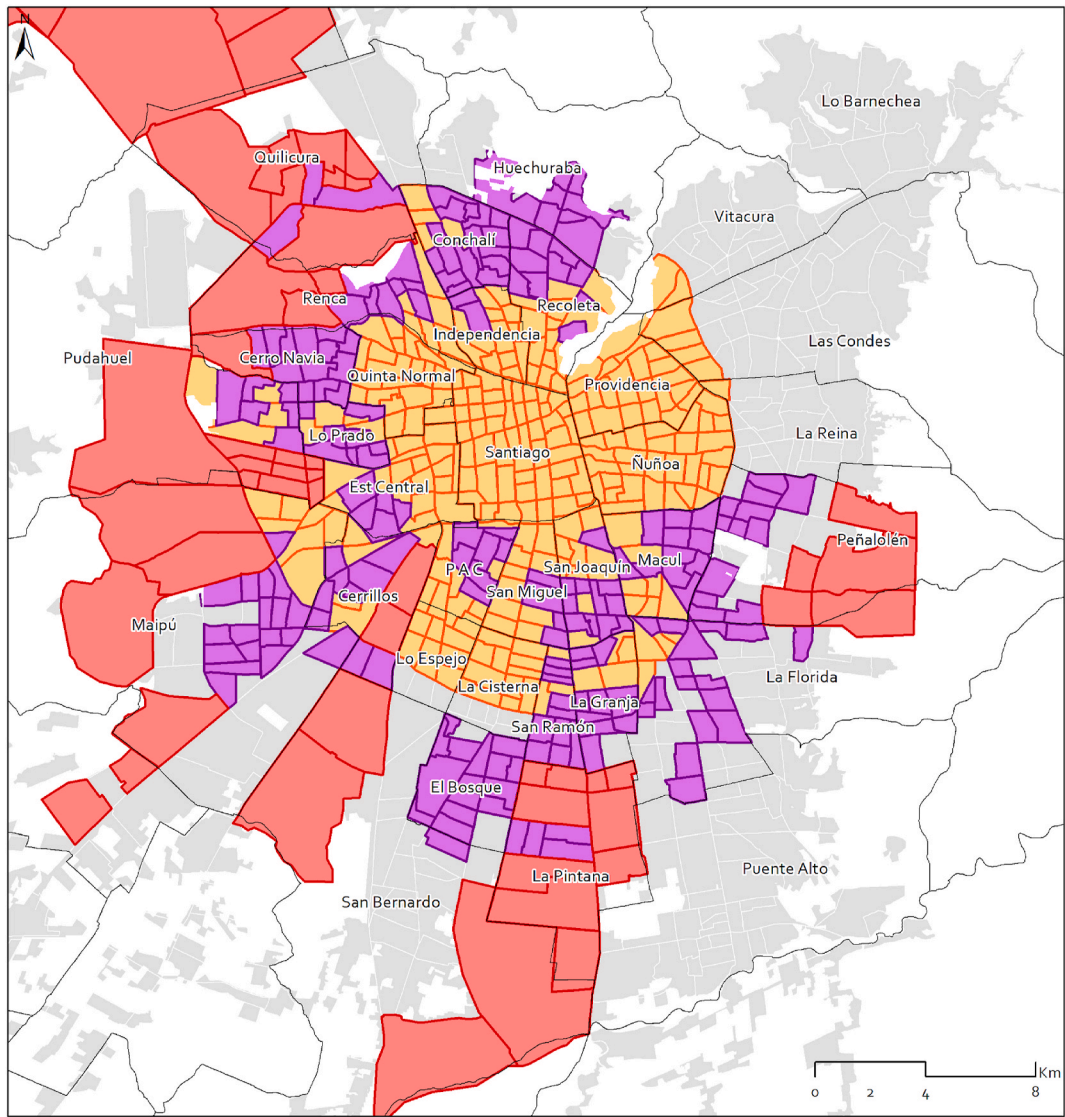 N
Lo Barnechea
Quilicura
Huechuraba
Vitacura
Conchalí
Renca
Recoleta
Independencia
Las Condes
Pudahuel
Cerro Navia
Quinta Normal
Providencia
Lo Prado
La Reina
Santiago
Ñuñoa
Est Central
Peñalolén
P A C
San Joaquín
Macul
San Miguel
Cerrillos
Maipú
Lo Espejo
La Florida
La Cisterna
La Granja
San Ramón
El Bosque
Puente Alto
La Pintana
San Bernardo
Km
0 2 4 8